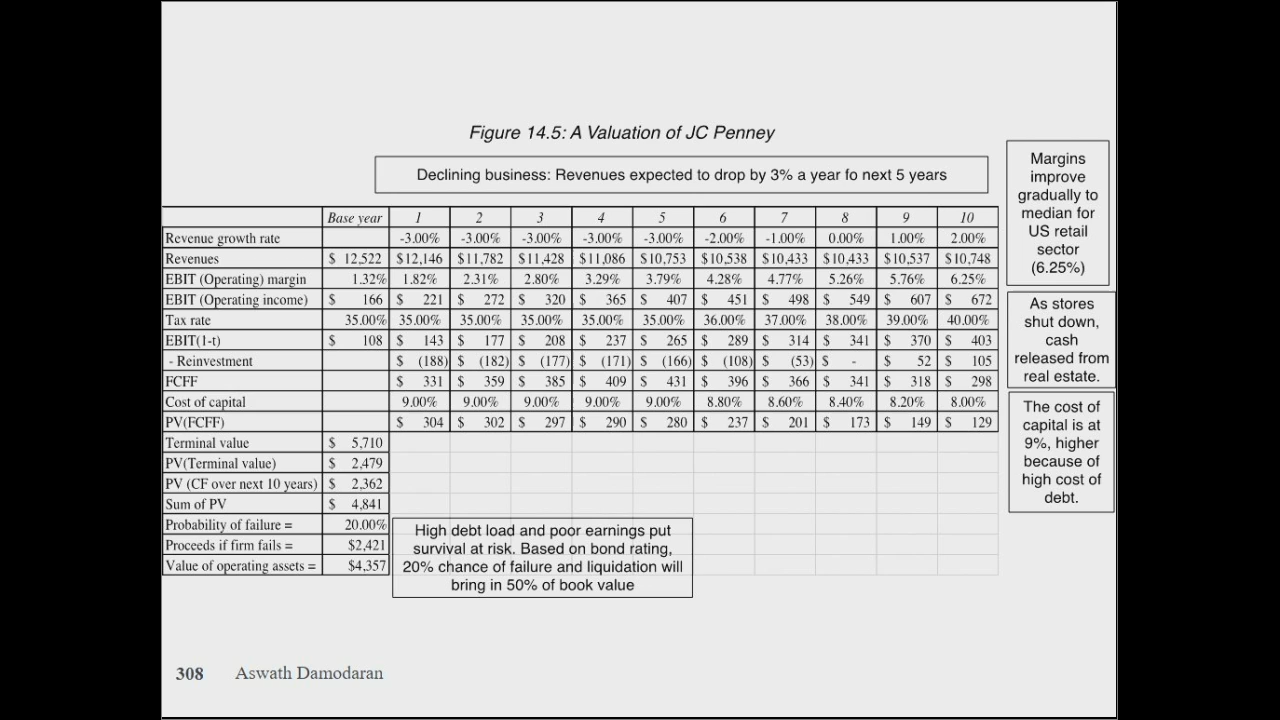 Figure 14.5: A Valuation of JC Penney
Declining business: Revenues expected to drop by 3% a year fo next 5 years
Margins
improve
gradually to
median for
US retail
sector
(6.25%)
Base year 1 2 3 4 5 6 7 8 9 10
Revenue growth rate -3.00% -3.00% -3.00% -3.00% -3.00% -2.00% -1.00% 0.00% 1.00% 2.00%
Revenues $ 12,522 $12,146 $11,782 $11,428 $11,086 $10,753 $10,538 $10,433 $10,433 $10,537 $10,748
EBIT (Operating) margin 1.32% 1.82% 2.31% 2.80% 3.29% 3.79% 4.28% 4.77% 5.26% 5.76% 6.25%
EBIT (Operating income) $ 166 $ 221 $ 272 $ 320 $ 365 $ 407 $ 451 $ 498 $ 549 $ 607 $ 672
Tax rate 35.00% 35.00% 35.00% 35.00% 35.00% 35.00% 36.00% 37.00% 38.00% 39.00% 40.00%
EBIT(1-t) $ 108 $ 143 $ 177 $ 208 $ 237 $ 265 $ 289 $ 314 $ 341 $ 370 $ 403
- Reinvestment $ (188) $ (182) $ (177) $ (171) $ (166) $ (108) $ (53) $ - $ 52 $ 105
FCFF $ 331 $ 359 $ 385 $ 409 $ 431 $ 396 $ 366 $ 341 $ 318 $ 298
Cost of capital 9.00% 9.00% 9.00% 9.00% 9.00% 8.80% 8.60% 8.40% 8.20% 8.00%
PV(FCFF) $ 304 $ 302 $ 297 $ 290 $ 280 $ 237 $ 201 $ 173 $ 149 $ 129
Terminal value $ 5,710
PV(Terminal value) $ 2,479
PV (CF over next 10 years) $ 2,362
Sum of PV $ 4,841
Probability of failure = 20.00%
Proceeds if firm fails = $2,421
Value of operating assets = $4,357
As stores
shut down,
cash
released from
real estate.
The cost of
capital is at
9%, higher
because of
high cost of
debt.
High debt load and poor earnings put
survival at risk. Based on bond rating,
20% chance of failure and liquidation will
bring in 50% of book value
308 Aswath Damodaran